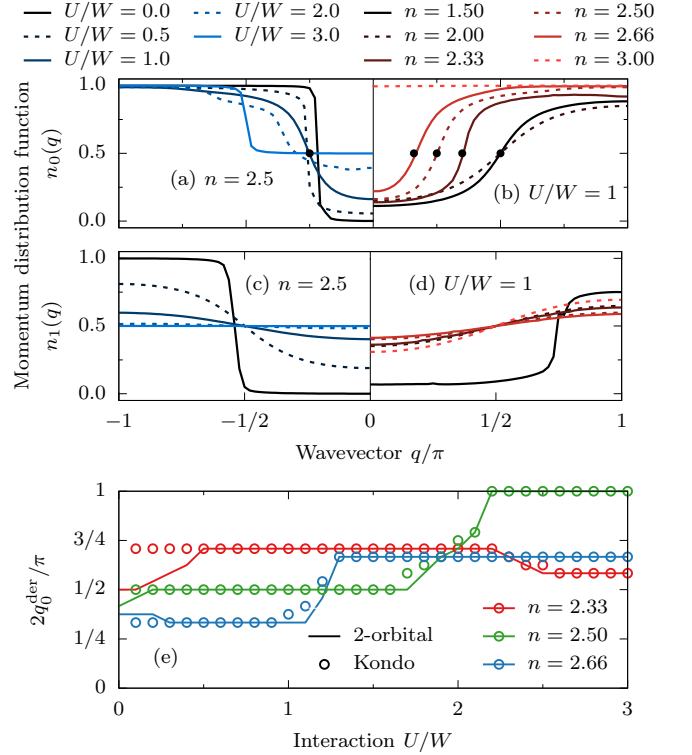 U/W = 0.0 U/W = 2.0 n = 1.50 n = 2.50
U/W = 0.5 U/W = 3.0 n = 2.00 n = 2.66
U/W = 1.0 n = 2.33 n = 3.00
Momentum distribution function
n₀(q)
1.0
0.5
0.0
(a) n = 2.5
(b) U/W = 1
n₁(q)
1.0
0.5
0.0
(c) n = 2.5
(d) U/W = 1
−1 −1/2 0 1/2 1
Wavevector q/π
2q₀ᵈᵉʳ/π
1
3/4
1/2
1/4
0
(e)
2-orbital
Kondo
n = 2.33
n = 2.50
n = 2.66
0 1 2 3
Interaction U/W